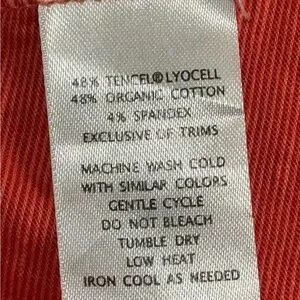 48% TENCEL® LYOCELL
48% ORGANIC COTTON
4% SPANDEX
EXCLUSIVE OF TRIMS
MACHINE WASH COLD
WITH SIMILAR COLORS
GENTLE CYCLE
DO NOT BLEACH
TUMBLE DRY
LOW HEAT
IRON COOL AS NEEDED